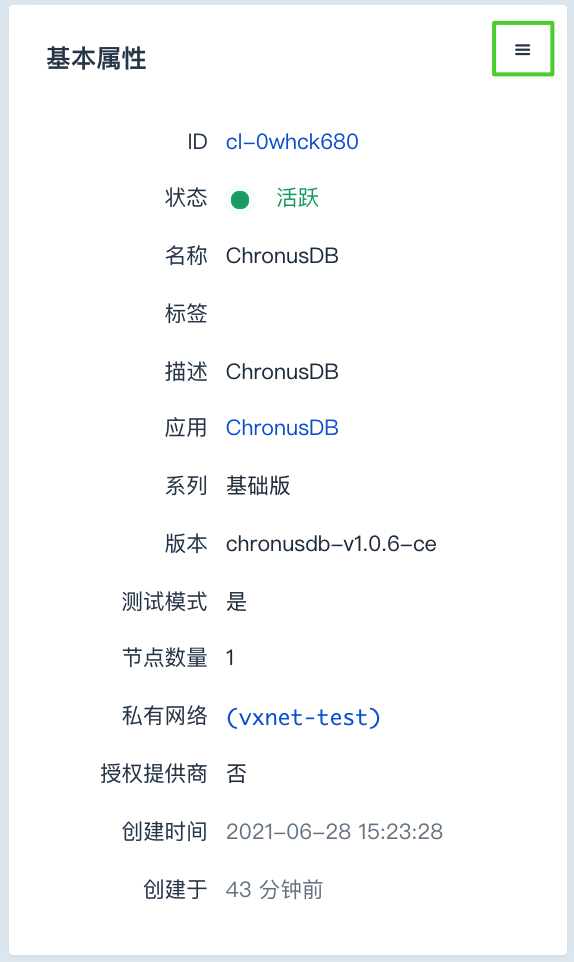 基本属性
ID cl-0whck680
状态 活跃
名称 ChronusDB
标签
描述 ChronusDB
应用 ChronusDB
系列 基础版
版本 chronusdb-v1.0.6-ce
测试模式 是
节点数量 1
私有网络 (vxnet-test)
授权提供商 否
创建时间 2021-06-28 15:23:28
创建于 43 分钟前